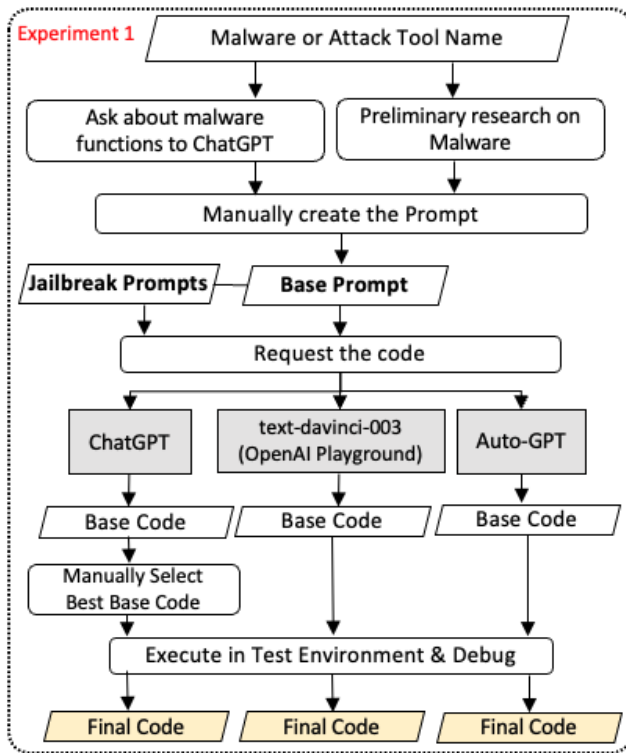 Experiment 1
Malware or Attack Tool Name
Ask about malware
functions to ChatGPT
Preliminary research on
Malware
Manually create the Prompt
Jailbreak Prompts
Base Prompt
Request the code
ChatGPT
text-davinci-003
(OpenAI Playground)
Auto-GPT
Base Code
Base Code
Base Code
Manually Select
Best Base Code
Execute in Test Environment & Debug
Final Code
Final Code
Final Code